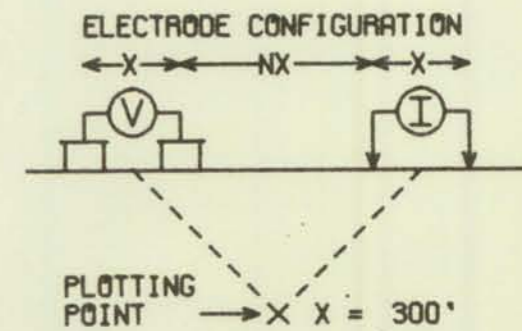 ELECTRODE CONFIGURATION
X NX X
V I
PLOTTING
POINT X X = 300'